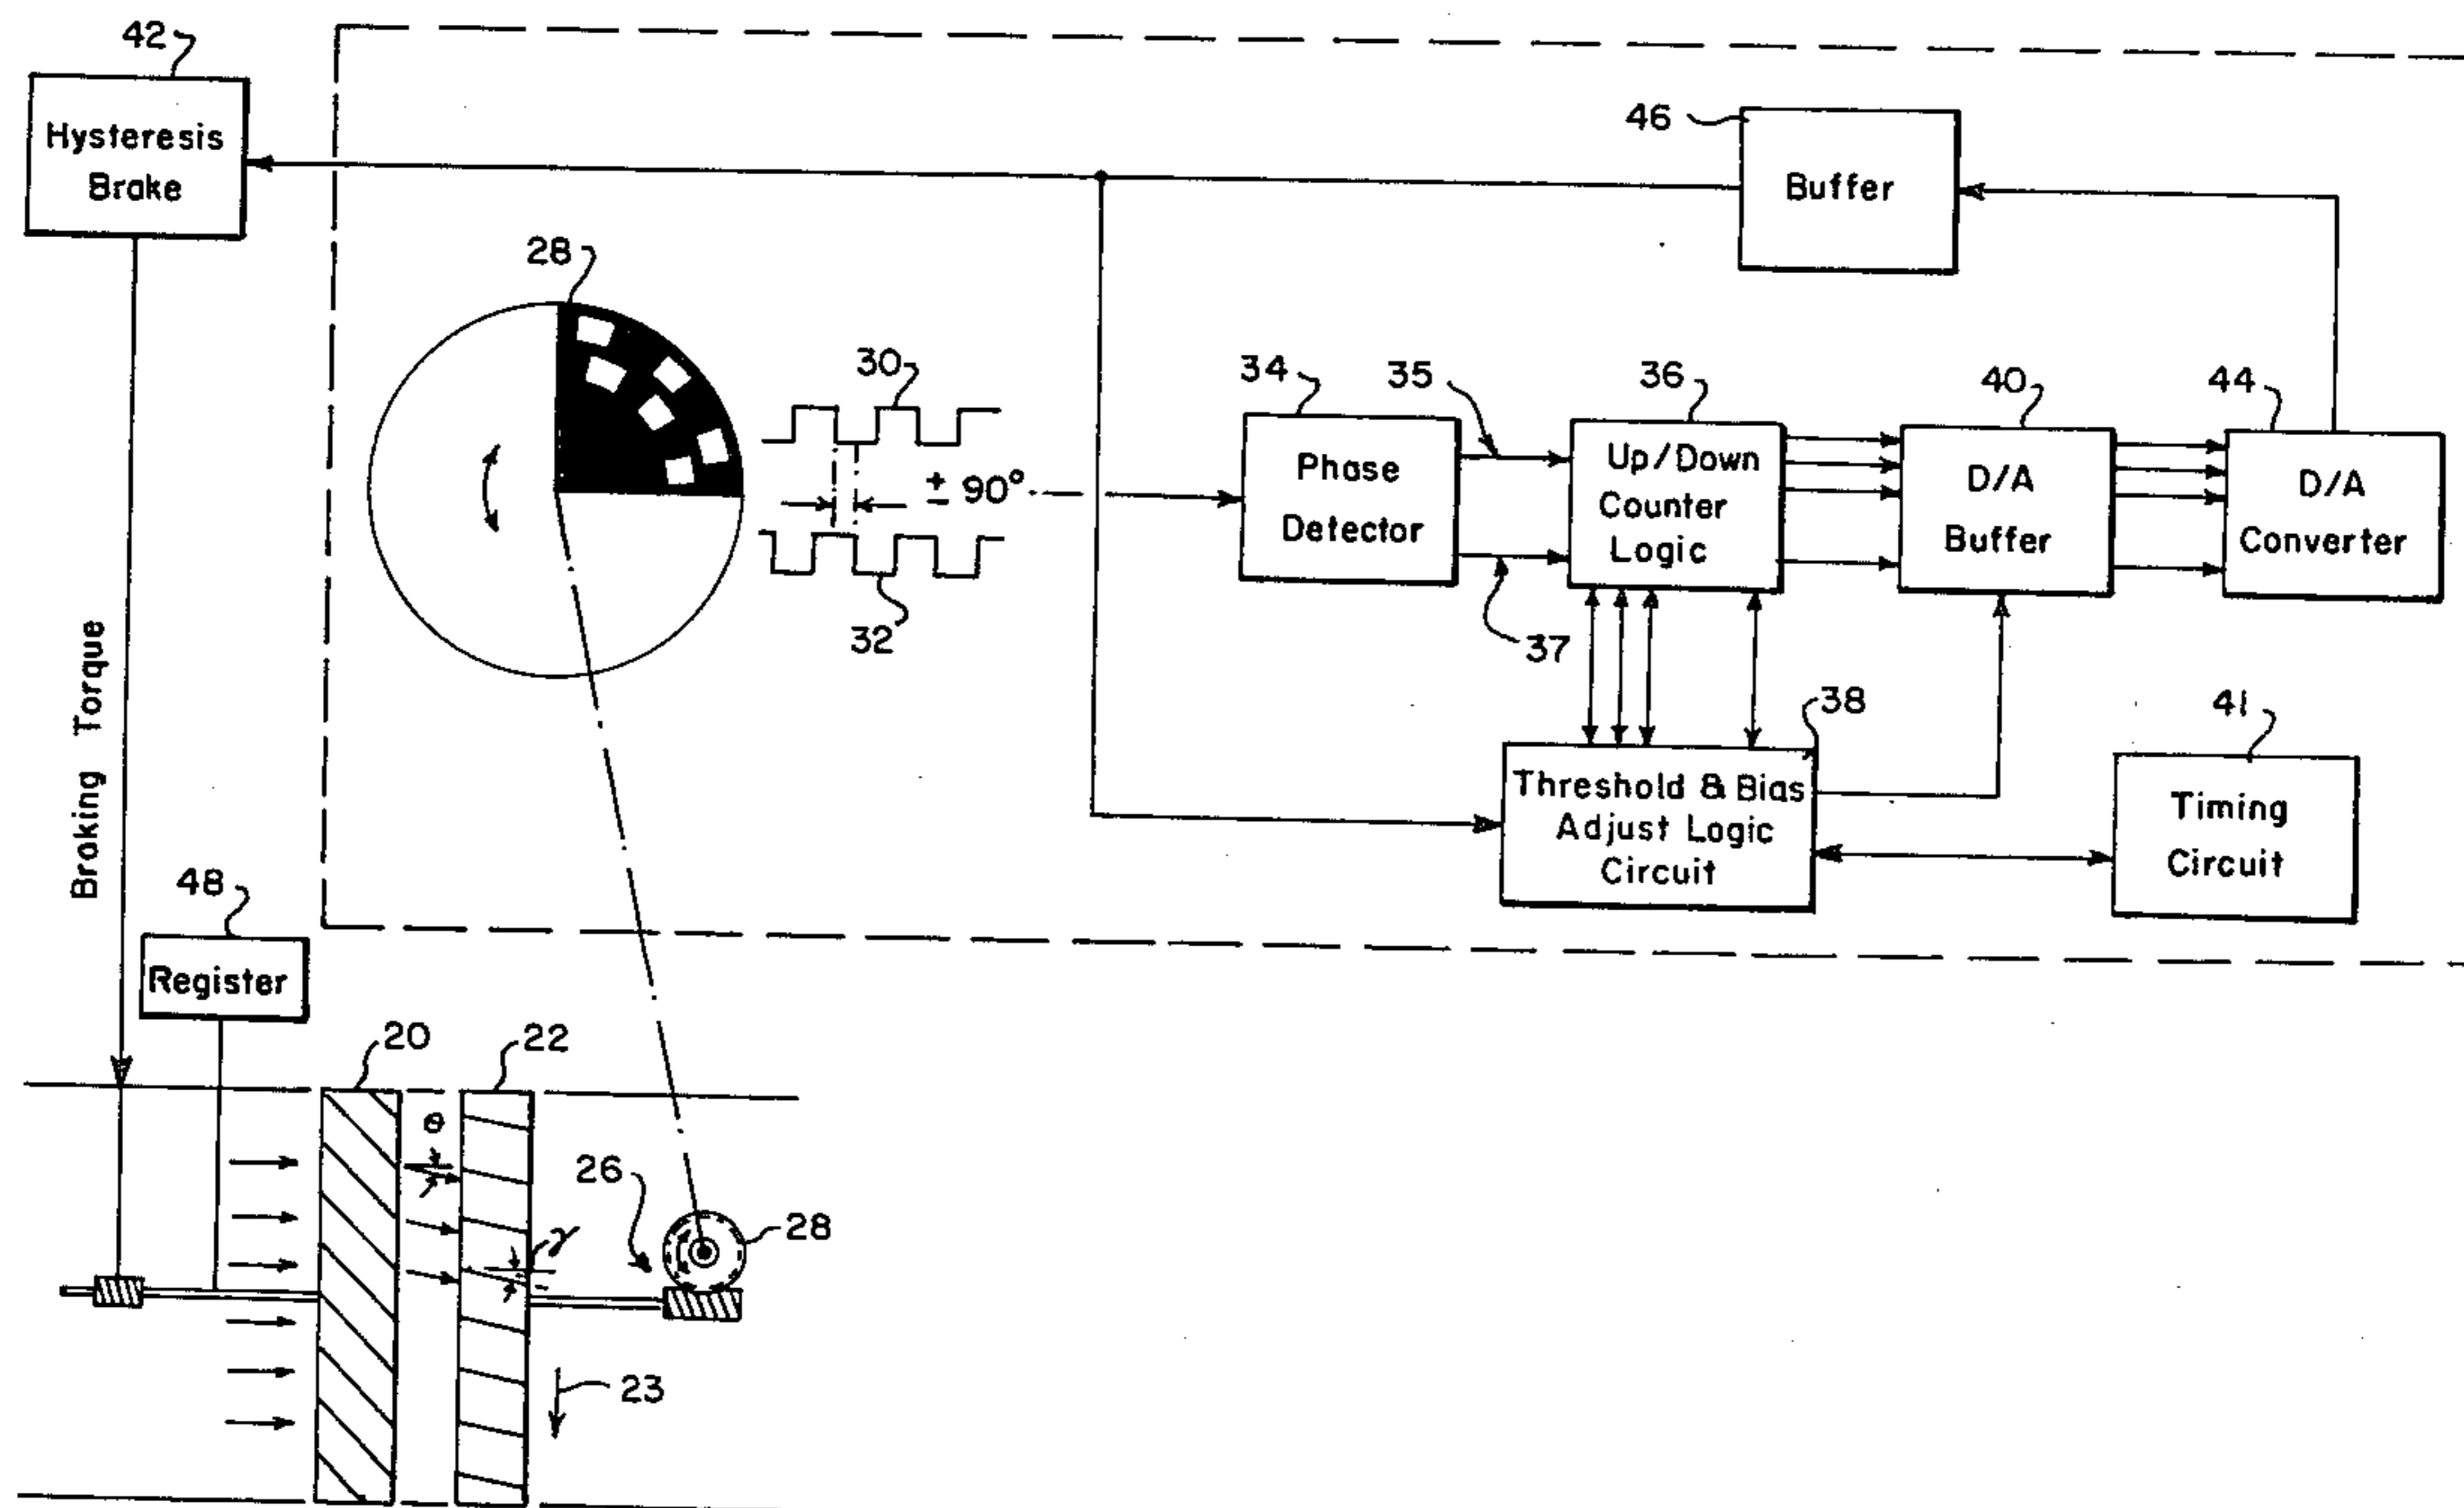 42
Hysteresis
Brake
46
Buffer
28
30
± 90°
32
34
Phase
Detector
35
37
36
Up/Down
Counter
Logic
40
D/A
Buffer
44
D/A
Converter
38
Threshold & Bias
Adjust Logic
Circuit
41
Timing
Circuit
Braking Torque
48
Register
20
22
θ
γ
26
28
23